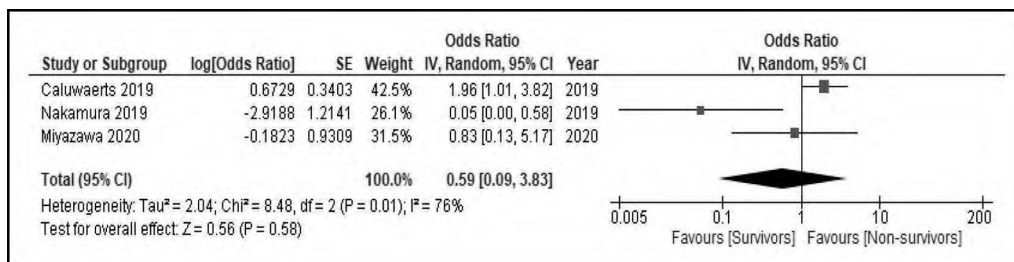 Odds Ratio Odds Ratio
Study or Subgroup log[Odds Ratio] SE Weight IV, Random, 95% CI Year IV, Random, 95% CI
Caluwaerts 2019 0.6729 0.3403 42.5% 1.96 [1.01, 3.82] 2019
Nakamura 2019 -2.9188 1.2141 26.1% 0.05 [0.00, 0.58] 2019
Miyazawa 2020 -0.1823 0.9309 31.5% 0.83 [0.13, 5.17] 2020
Total (95% CI) 100.0% 0.59 [0.09, 3.83]
Heterogeneity: Tau² = 2.04; Chi² = 8.48, df = 2 (P = 0.01); I² = 76%
Test for overall effect: Z = 0.56 (P = 0.58)
0.005 0.1 1 10 200
Favours [Survivors] Favours [Non-survivors]